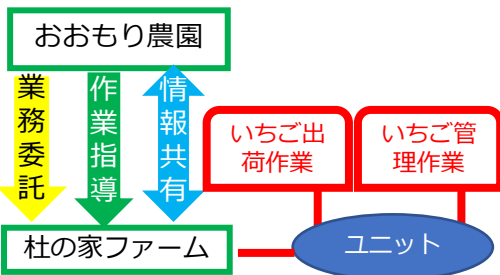 おおもり農園
業務委託
作業指導
情報共有
いちご出
荷作業
いちご管
理作業
杜の家ファーム
ユニット